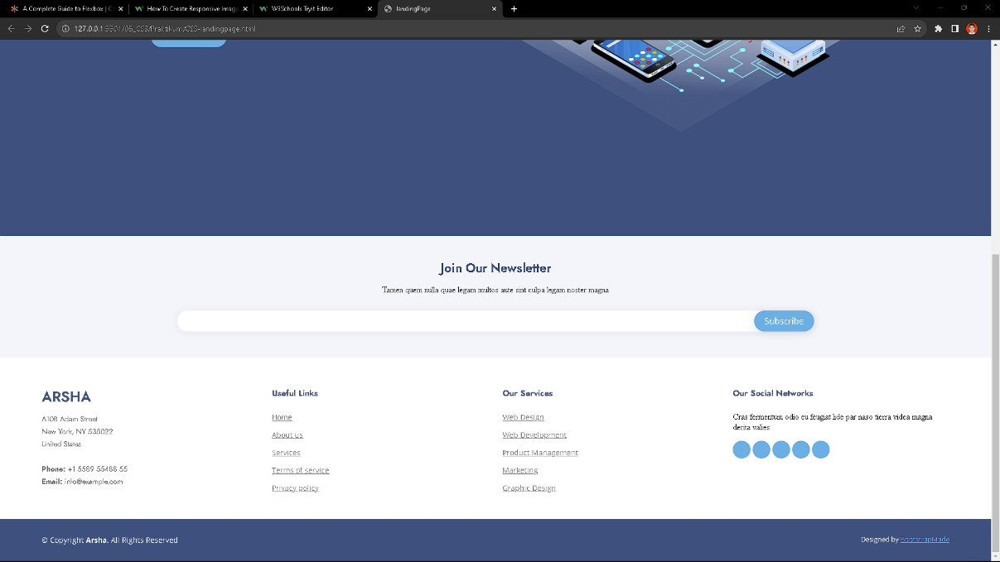 A Complete Guide to Flexbox | C
How To Create Responsive Imag
W3Schools Tryit Editor
landingPage
127.0.0.1:5501/05_CSS/Praktikum/CSS-landingpage.html
Join Our Newsletter
Tamen quem nulla quae legam multos aute sint culpa legam noster magna
Subscribe
ARSHA
A108 Adam Street
New York, NY 535022
United States
Phone: +1 5589 55488 55
Email: info@example.com
Useful Links
Home
About us
Services
Terms of service
Privacy policy
Our Services
Web Design
Web Development
Product Management
Marketing
Graphic Design
Our Social Networks
Cras fermentum odio eu feugiat lide par naso tierra videa magna
derita valies
© Copyright Arsha. All Rights Reserved
Designed by BootstrapMade